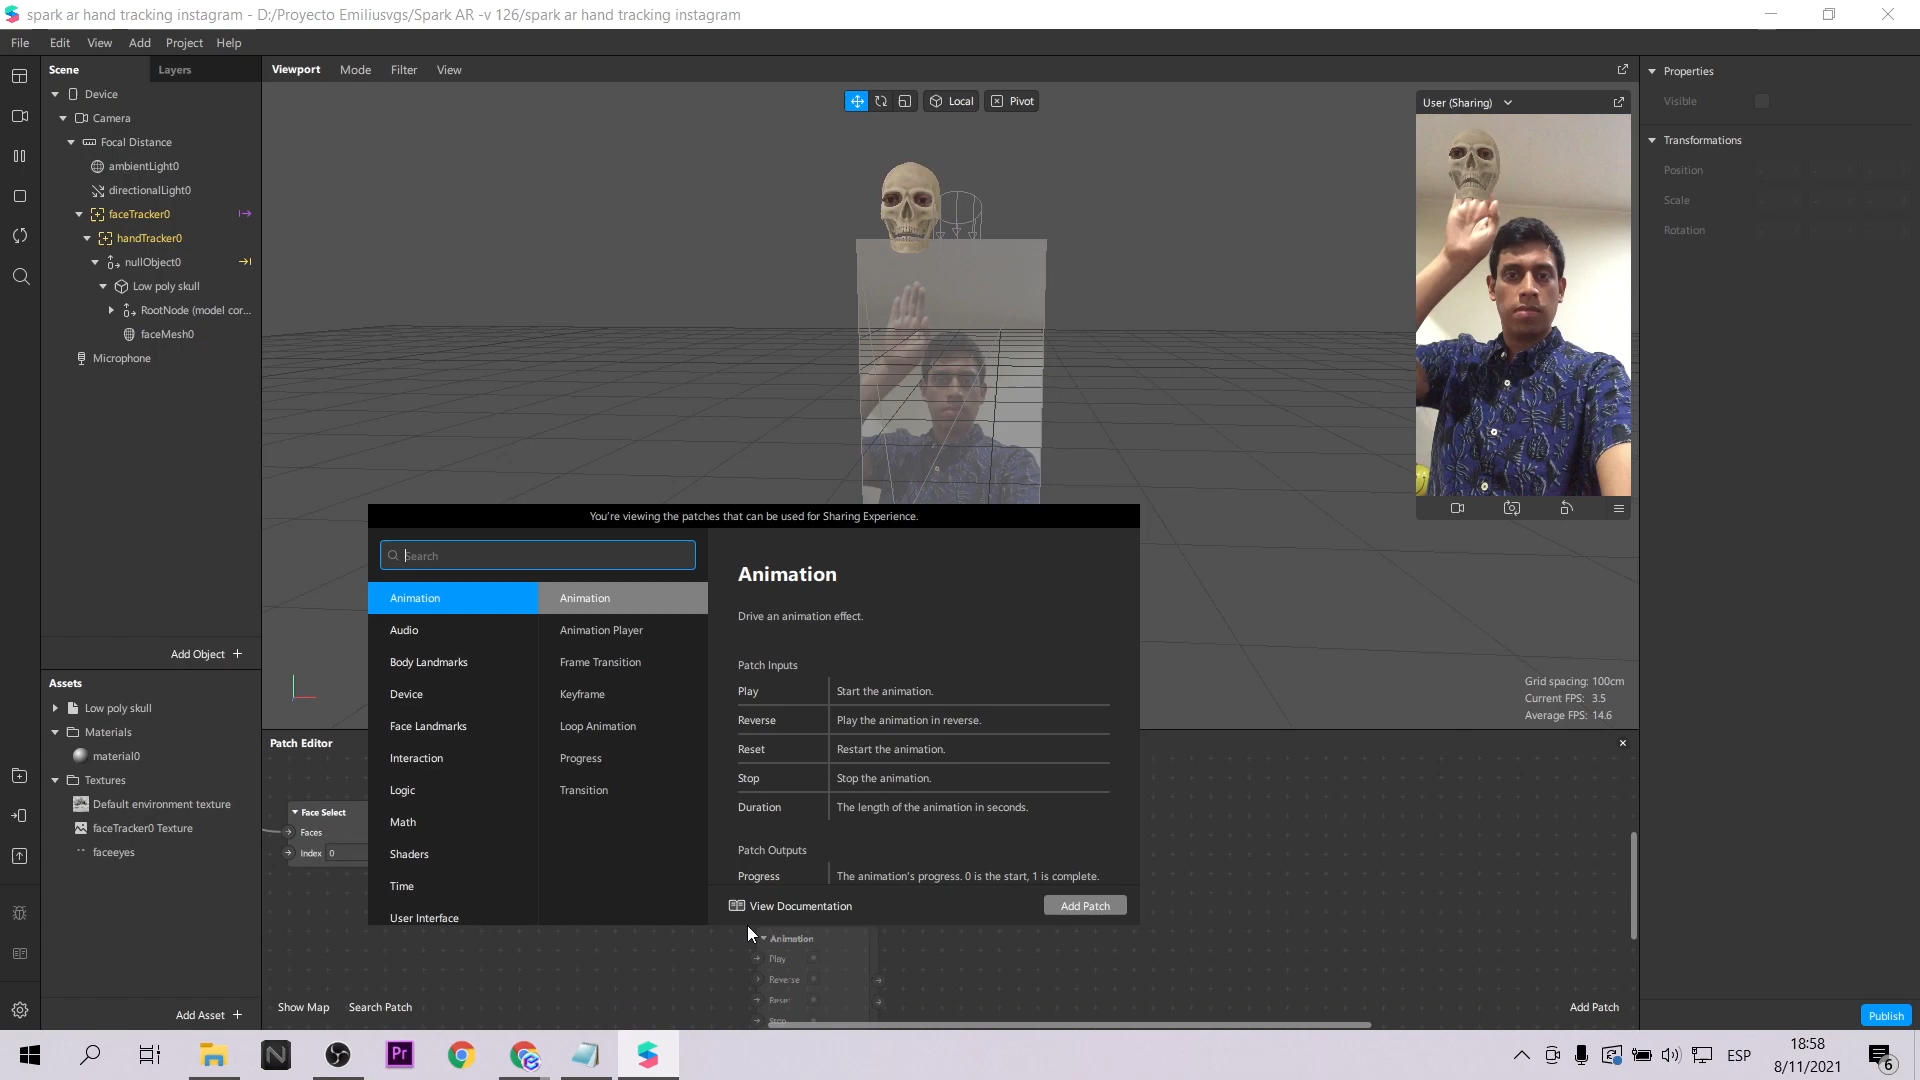 spark ar hand tracking instagram - D:/Proyecto Emiliusvgs/Spark AR -v 126/spark ar hand tracking instagram
File Edit View Add Project Help
Scene Layers
Device
Camera
Focal Distance
ambientLight0
directionalLight0
faceTracker0
handTracker0
nullObject0
Low poly skull
RootNode (model cor...
faceMesh0
Microphone
Add Object +
Assets
Low poly skull
Materials
material0
Textures
Default environment texture
faceTracker0 Texture
faceeyes
Add Asset +
Viewport Mode Filter View
Local Pivot
User (Sharing)
Grid spacing: 100cm
Current FPS: 3.5
Average FPS: 14.6
You're viewing the patches that can be used for Sharing Experience.
Search
Animation
Audio
Body Landmarks
Device
Face Landmarks
Interaction
Logic
Math
Shaders
Time
User Interface
Animation
Animation Player
Frame Transition
Keyframe
Loop Animation
Progress
Transition
Animation
Drive an animation effect.
Patch Inputs
Play Start the animation.
Reverse Play the animation in reverse.
Reset Restart the animation.
Stop Stop the animation.
Duration The length of the animation in seconds.
Patch Outputs
Progress The animation's progress. 0 is the start, 1 is complete.
View Documentation
Add Patch
Patch Editor
Face Select
Faces
Index 0
Animation
Play
Reverse
Reset
Stop
Show Map Search Patch
Add Patch
Properties
Visible
Transformations
Position
Scale
Rotation
Publish
N
Pr
ESP
18:58
8/11/2021
6